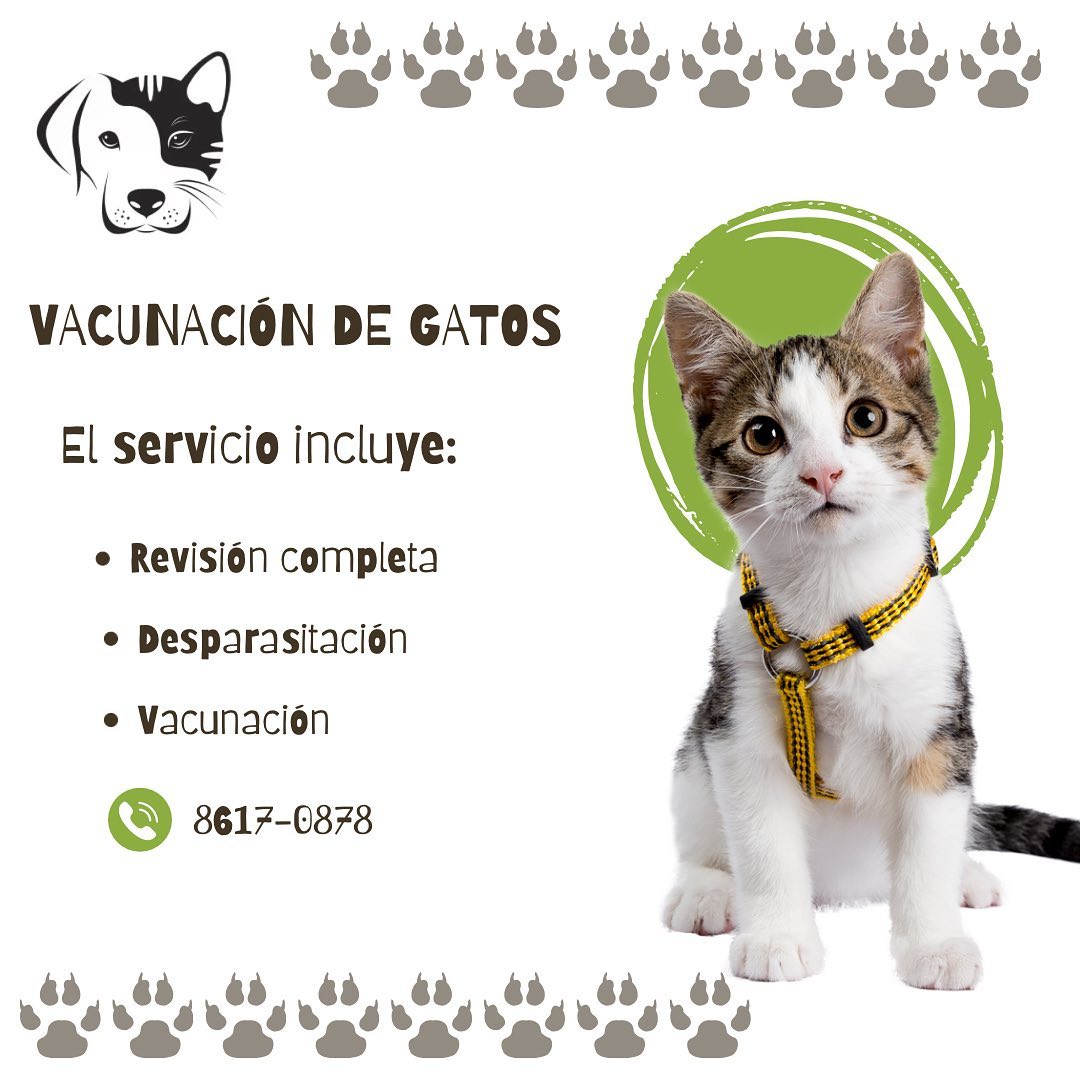 VACUNACIÓN DE GATOS
El servicio incluye:
• Revisión completa
• Desparasitación
• Vacunación
8617-0878